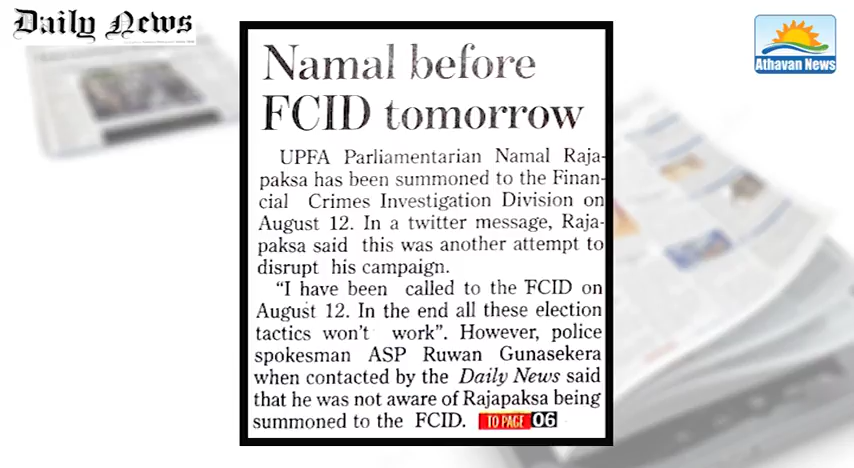 Daily News
Athavan News
Namal before
FCID tomorrow
UPFA Parliamentarian Namal Raja-
paksa has been summoned to the Finan-
cial Crimes Investigation Division on
August 12. In a twitter message, Raja-
paksa said this was another attempt to
disrupt his campaign.
“I have been called to the FCID on
August 12. In the end all these election
tactics won't work”. However, police
spokesman ASP Ruwan Gunasekera
when contacted by the Daily News said
that he was not aware of Rajapaksa being
summoned to the FCID. TO PAGE 06